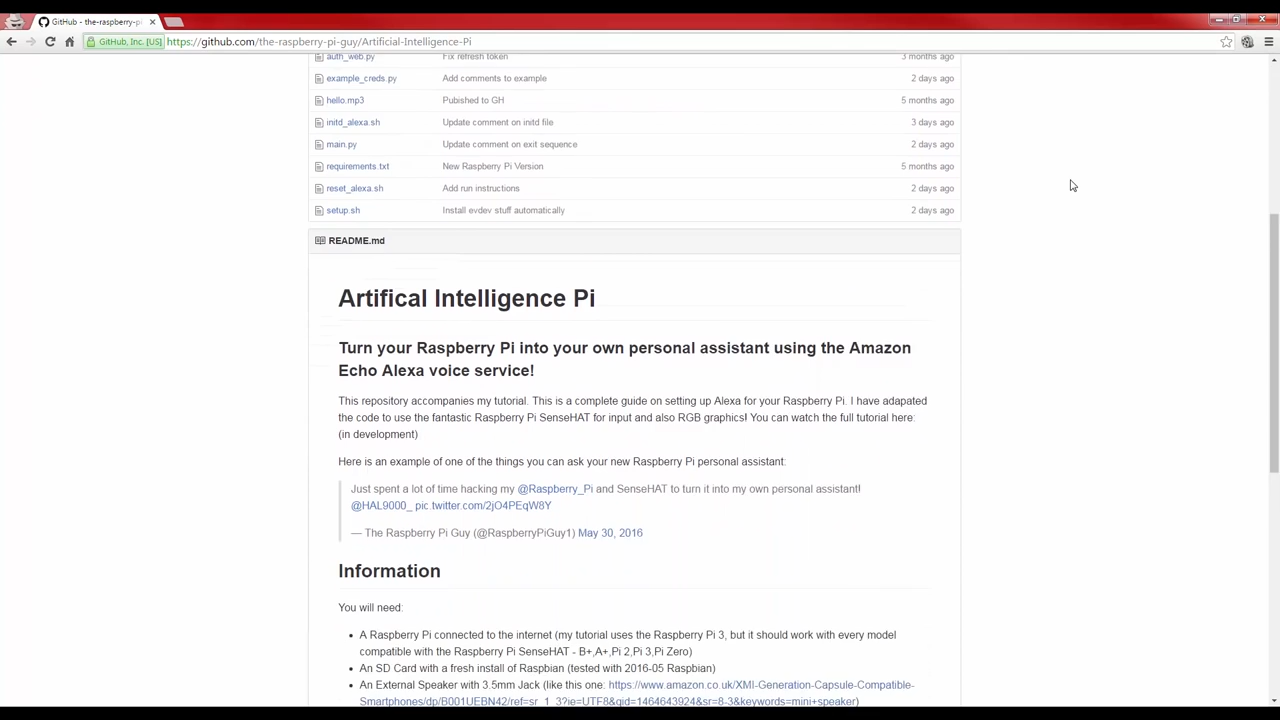 GitHub - the-raspberry-pi
GitHub, Inc. [US] https://github.com/the-raspberry-pi-guy/Artificial-Intelligence-Pi
auth_web.py Fix refresh token 3 months ago
example_creds.py Add comments to example 2 days ago
hello.mp3 Pubished to GH 5 months ago
initd_alexa.sh Update comment on initd file 3 days ago
main.py Update comment on exit sequence 2 days ago
requirements.txt New Raspberry Pi Version 5 months ago
reset_alexa.sh Add run instructions 2 days ago
setup.sh Install evdev stuff automatically 2 days ago
README.md
Artifical Intelligence Pi
Turn your Raspberry Pi into your own personal assistant using the Amazon
Echo Alexa voice service!
This repository accompanies my tutorial. This is a complete guide on setting up Alexa for your Raspberry Pi. I have adapated
the code to use the fantastic Raspberry Pi SenseHAT for input and also RGB graphics! You can watch the full tutorial here:
(in development)
Here is an example of one of the things you can ask your new Raspberry Pi personal assistant:
Just spent a lot of time hacking my @Raspberry_Pi and SenseHAT to turn it into my own personal assistant!
@HAL9000_ pic.twitter.com/2jO4PEqW8Y
— The Raspberry Pi Guy (@RaspberryPiGuy1) May 30, 2016
Information
You will need:
• A Raspberry Pi connected to the internet (my tutorial uses the Raspberry Pi 3, but it should work with every model
compatible with the Raspberry Pi SenseHAT - B+,A+,Pi 2,Pi 3,Pi Zero)
• An SD Card with a fresh install of Raspbian (tested with 2016-05 Raspbian)
• An External Speaker with 3.5mm Jack (like this one: https://www.amazon.co.uk/XMI-Generation-Capsule-Compatible-
Smartphones/dp/B001UEBN42/ref=sr_1_3?ie=UTF8&qid=1464643924&sr=8-3&keywords=mini+speaker)